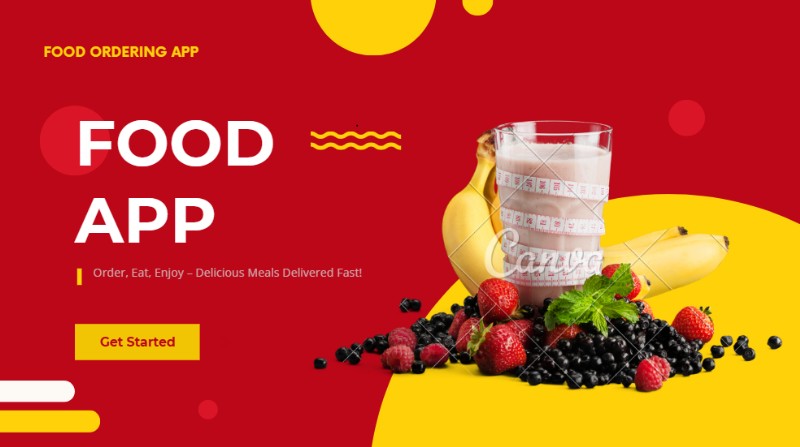 FOOD ORDERING APP
FOOD
APP
Order, Eat, Enjoy – Delicious Meals Delivered Fast!
Get Started
Canva